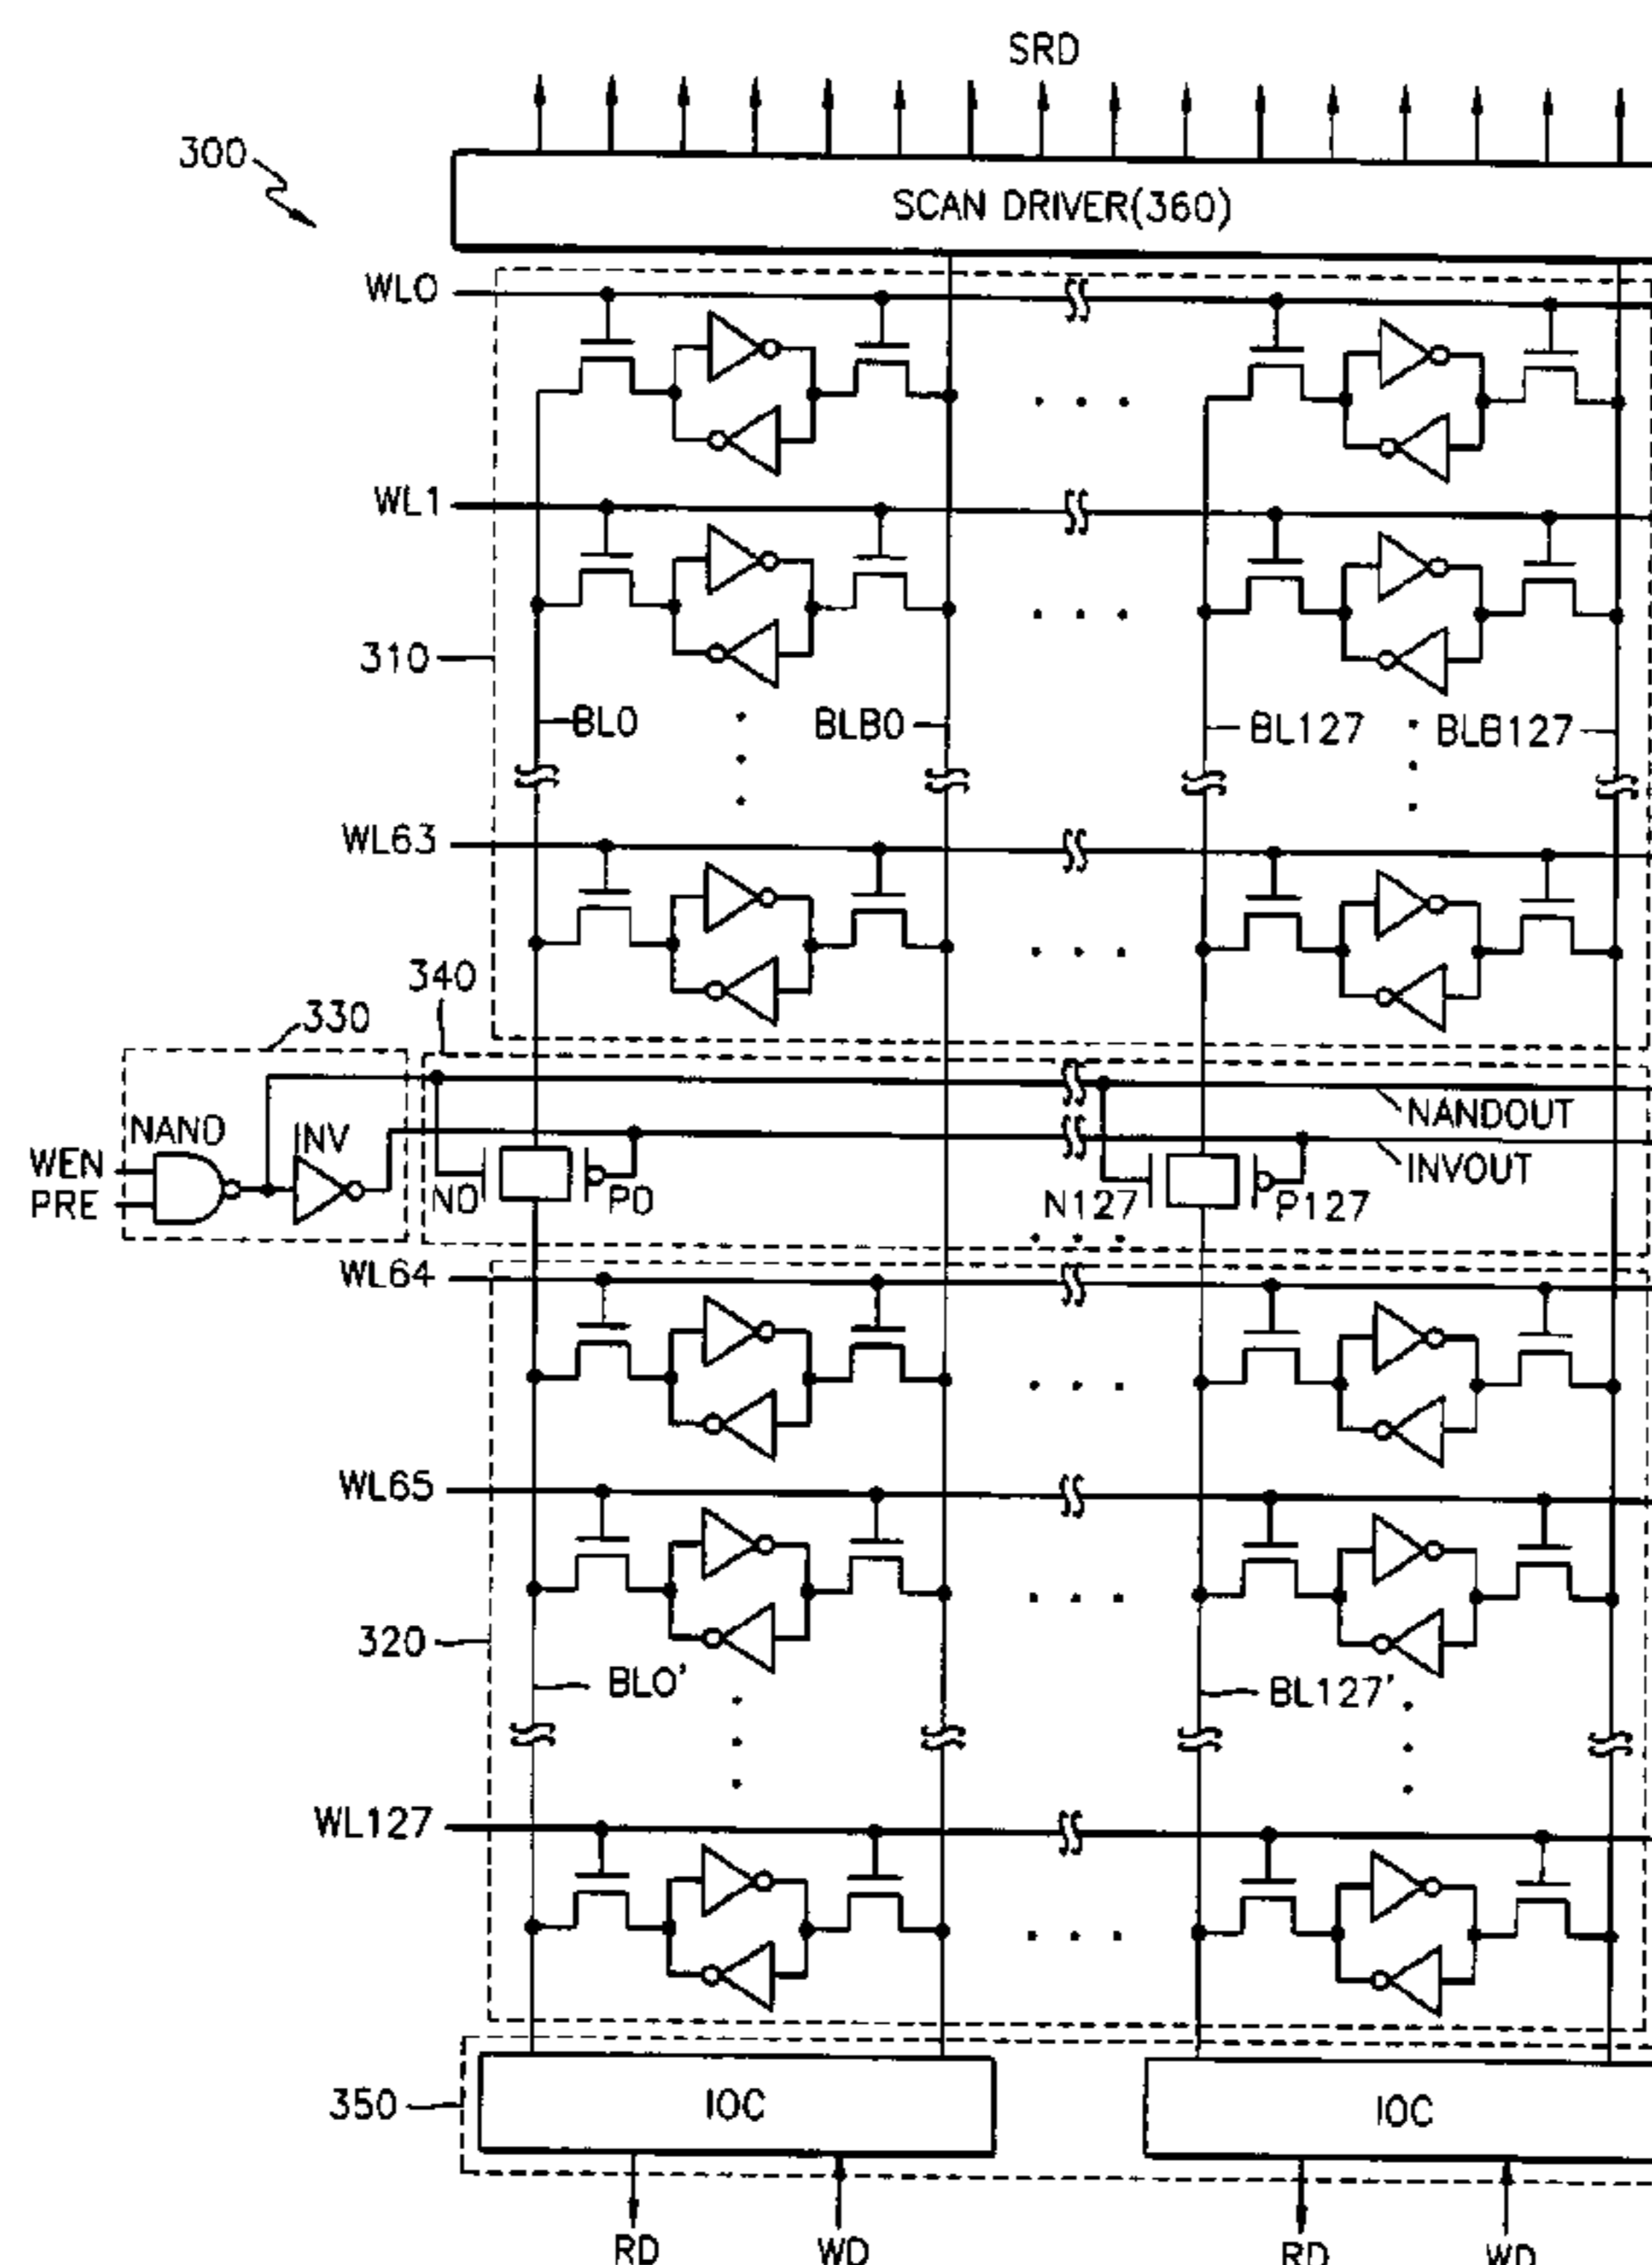 SRD
300
SCAN DRIVER(360)
WL0
WL1
310
BL0
BLB0
BL127
BLB127
WL63
340
330
NAND
INV
NANDOUT
WEN
PRE
INVOUT
N0
P0
N127
P127
WL64
WL65
320
BL0'
BL127'
WL127
350
IOC
IOC
RD
WD
RD
WD